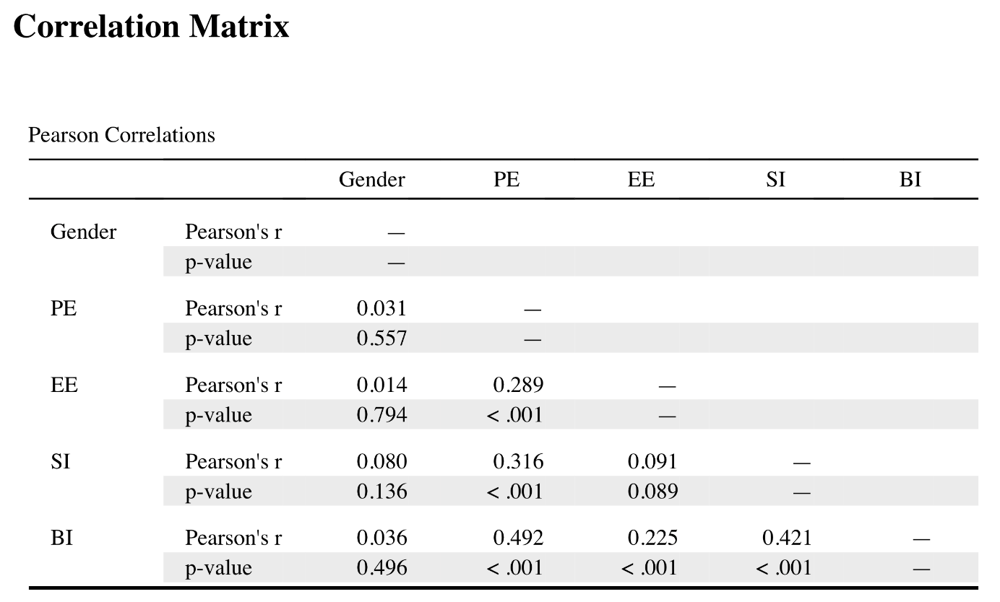 Correlation Matrix
Pearson Correlations
Gender PE EE SI BI
Gender Pearson's r —
p-value —
PE Pearson's r 0.031 —
p-value 0.557 —
EE Pearson's r 0.014 0.289 —
p-value 0.794 < .001 —
SI Pearson's r 0.080 0.316 0.091 —
p-value 0.136 < .001 0.089 —
BI Pearson's r 0.036 0.492 0.225 0.421 —
p-value 0.496 < .001 < .001 < .001 —